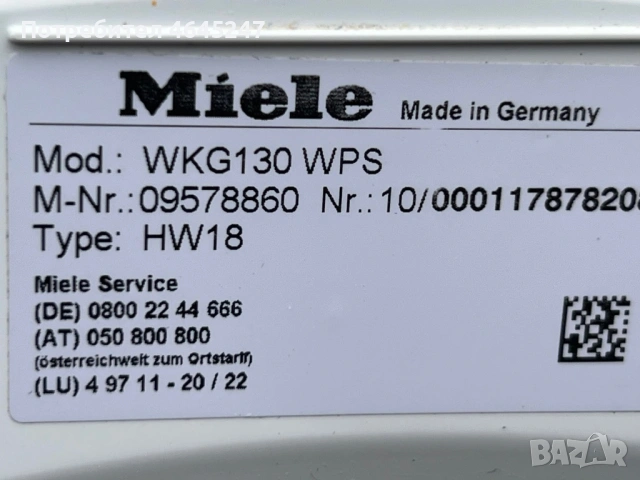 Потребител 4645247
Miele Made in Germany
Mod.: WKG130 WPS
M-Nr.:09578860 Nr.:10/000117878208
Type: HW18
Miele Service
(DE) 0800 22 44 666
(AT) 050 800 800
(österreichweit zum Ortstarif)
(LU) 4 97 11 - 20 / 22
BAZAR